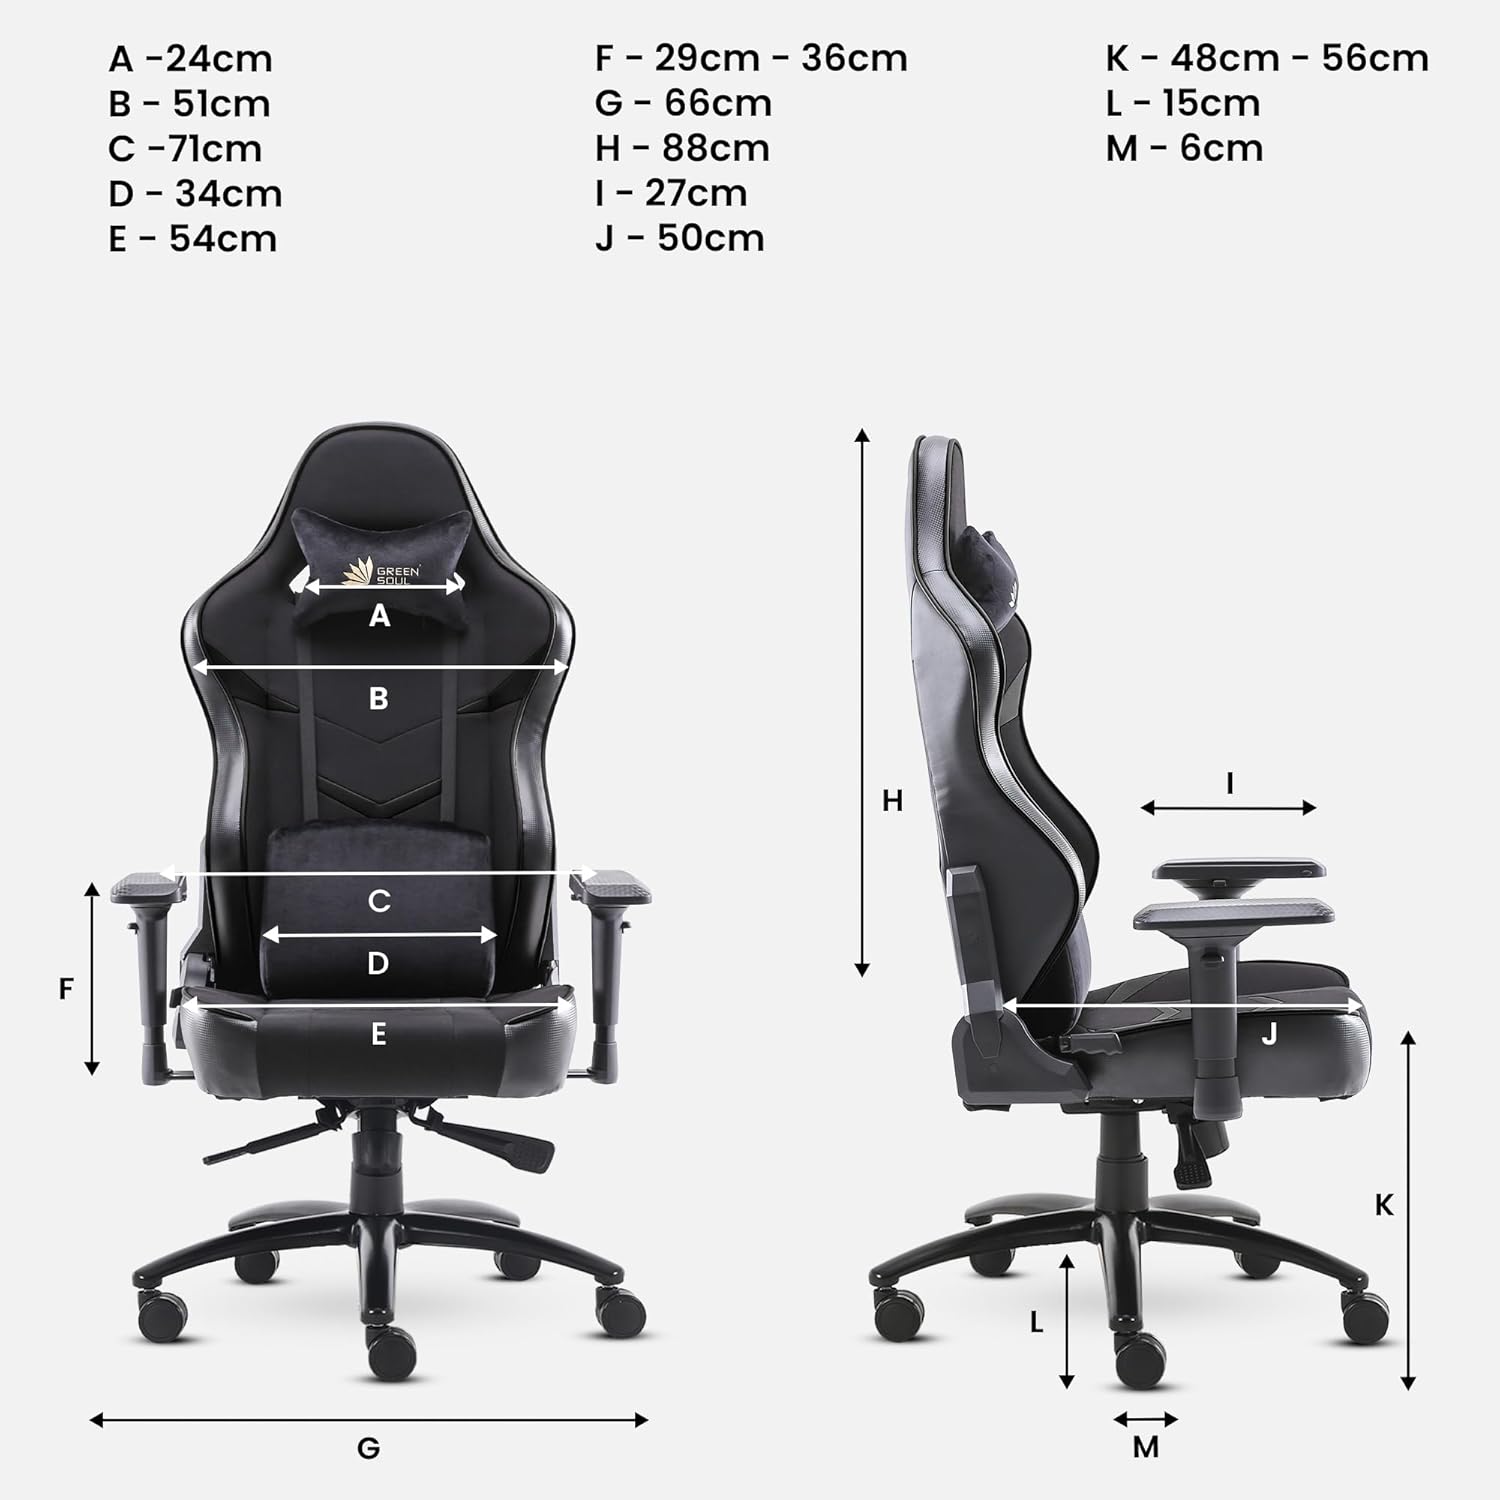 A -24cm
B - 51cm
C -71cm
D - 34cm
E - 54cm
F - 29cm - 36cm
G - 66cm
H - 88cm
I - 27cm
J - 50cm
K - 48cm - 56cm
L - 15cm
M - 6cm
GREEN
SOUL
A
B
C
D
E
F
G
H
I
J
K
L
M